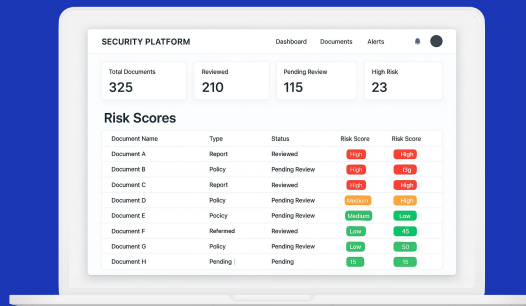 SECURITY PLATFORM Dashboard Documents Alerts
Total Documents Reviewed Pending Review High Risk
325 210 115 23
Risk Scores
Document Name Type Status Risk Score Risk Score
Document A Report Reviewed High High
Document B Policy Pending Review High 13g
Document C Report Reviewed High High
Document D Policy Pending Review Medium High
Document E Pocicy Pending Review Medium Low
Document F Refermed Reviewed Low 45
Document G Policy Pending Review Low 50
Document H Pending Pending 15 15